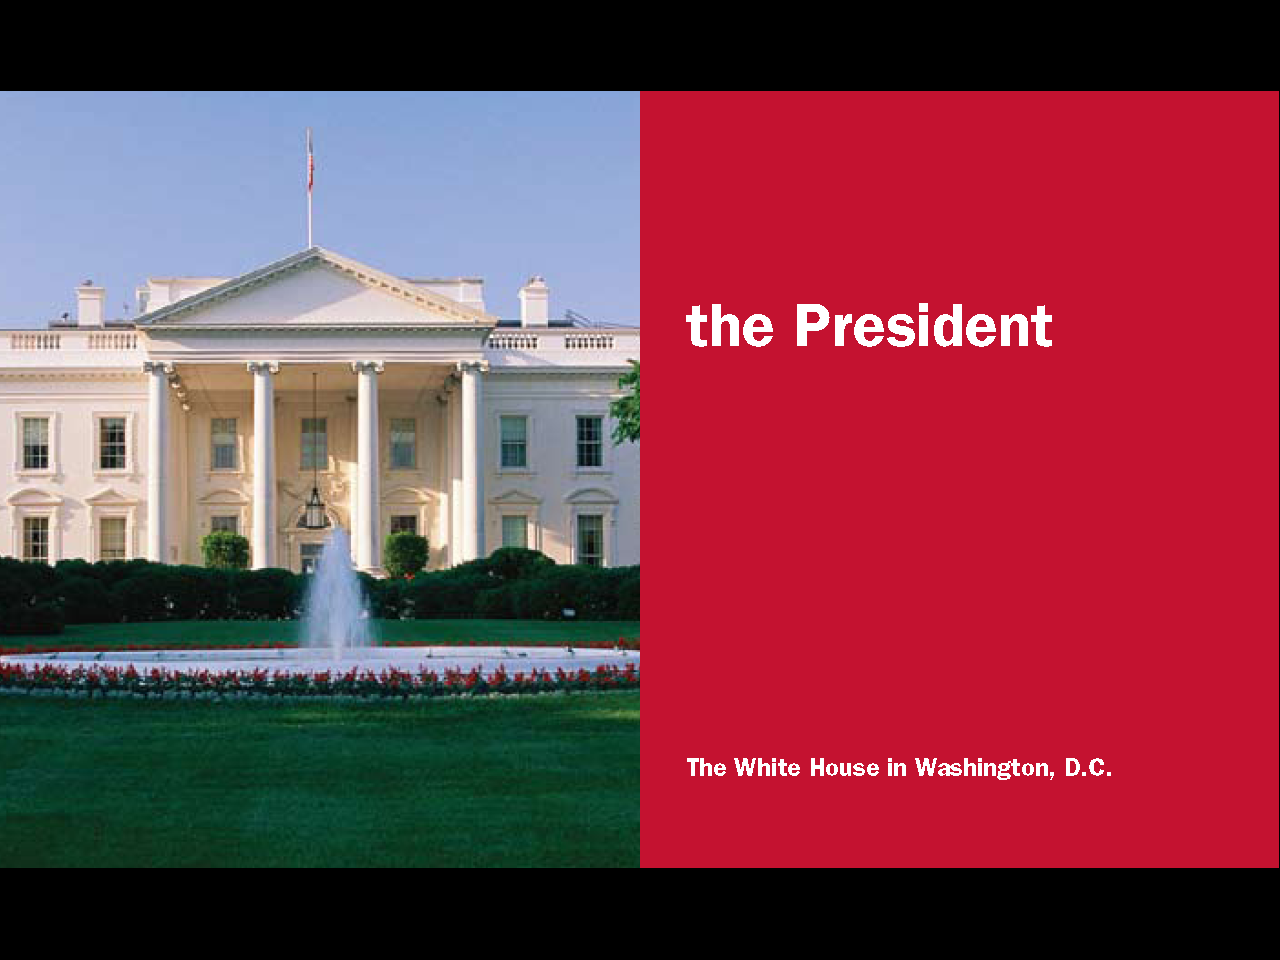 the President
The White House in Washington, D.C.